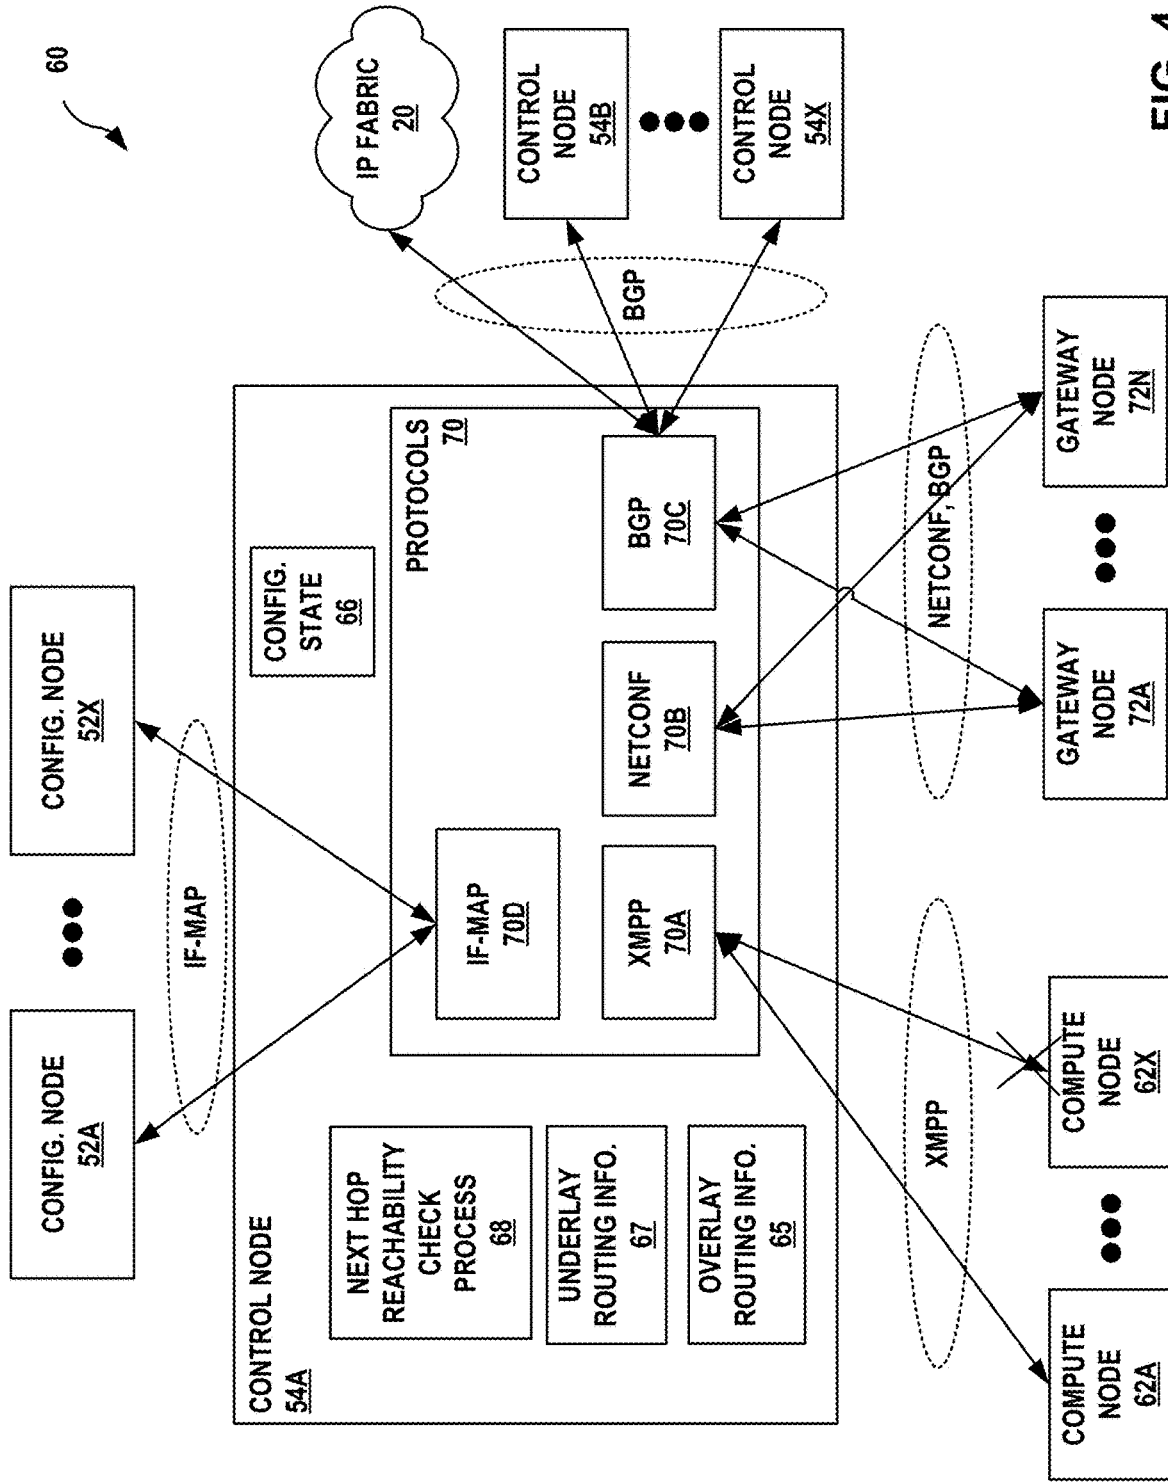 CONFIG. NODE
52A
CONFIG. NODE
52X
60
IF-MAP
CONTROL NODE
54A
CONFIG.
STATE
66
NEXT HOP
REACHABILITY
CHECK
PROCESS
68
UNDERLAY
ROUTING INFO.
67
OVERLAY
ROUTING INFO.
65
PROTOCOLS
70
IF-MAP
70D
XMPP
70A
NETCONF
70B
BGP
70C
IP FABRIC
20
BGP
CONTROL
NODE
54B
CONTROL
NODE
54X
XMPP
NETCONF, BGP
COMPUTE
NODE
62A
COMPUTE
NODE
62X
GATEWAY
NODE
72A
GATEWAY
NODE
72N
FIG. 4